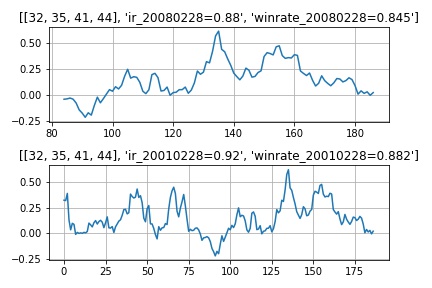 [[32, 35, 41, 44], 'ir_20080228=0.88', 'winrate_20080228=0.845']
0.50
0.25
0.00
−0.25
80 100 120 140 160 180
[[32, 35, 41, 44], 'ir_20010228=0.92', 'winrate_20010228=0.882']
0.50
0.25
0.00
−0.25
0 25 50 75 100 125 150 175